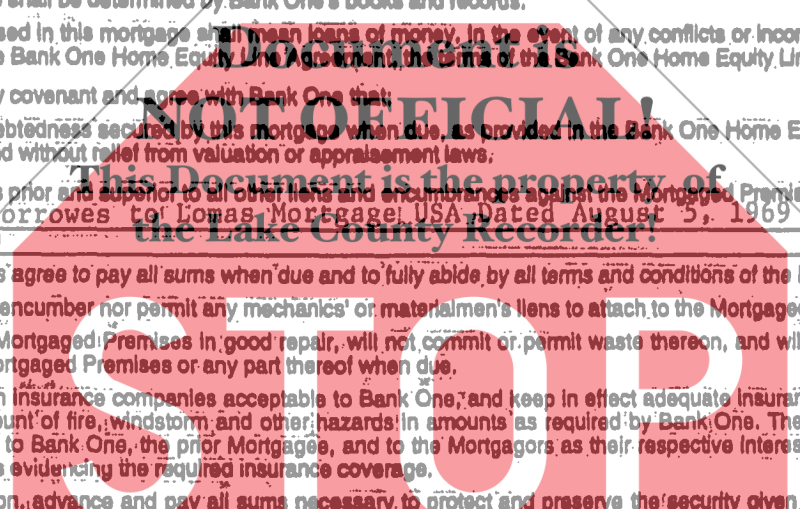 shall be determined by Bank One's books and records.
sed in this mortgage shall mean loans of money. In the event of any conflicts or
Bank One Home Equity Line Agreement, the terms of the Bank One Home Equity
Document is
covenant and agree with Bank One that:
NOT OFFICIAL!
ebtedness secured by this mortgage when due, as provided in the Bank One Home E
d without relief from valuation or appraisement laws.
This Document is the property of
prior and superior to all other liens and encumbrances against the Mortgaged
orrowes to Lomas Mortgage USA Dated August 5, 1969
the Lake County Recorder!
agree to pay all sums when due and to fully abide by all terms and conditions of the
encumber nor permit any mechanics' or materialmen's liens to attach to the Mortgage
Mortgaged Premises in good repair, will not commit or permit waste thereon, and wi
ortgaged Premises or any part thereof when due.
STOP
insurance companies acceptable to Bank One, and keep in effect adequate
unt of fire, windstorm and other hazards in amounts as required by Bank One. The
to Bank One, the prior Mortgagee, and to the Mortgagors as their respective
evidencing the required insurance coverage.
on, advance and pay all sums necessary to protect and preserve the security given